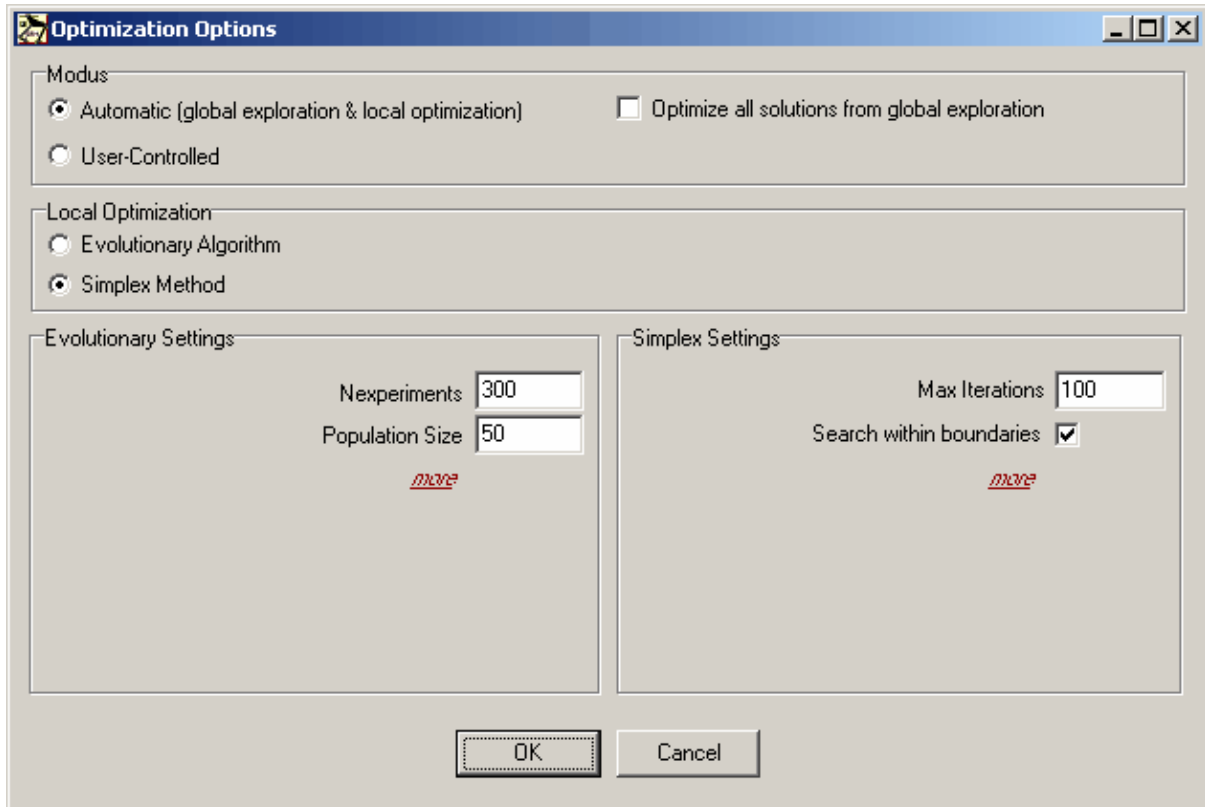 Optimization Options
Modus
Automatic (global exploration & local optimization)
Optimize all solutions from global exploration
User-Controlled
Local Optimization
Evolutionary Algorithm
Simplex Method
Evolutionary Settings
Nexperiments 300
Population Size 50
more
Simplex Settings
Max Iterations 100
Search within boundaries
more
OK
Cancel